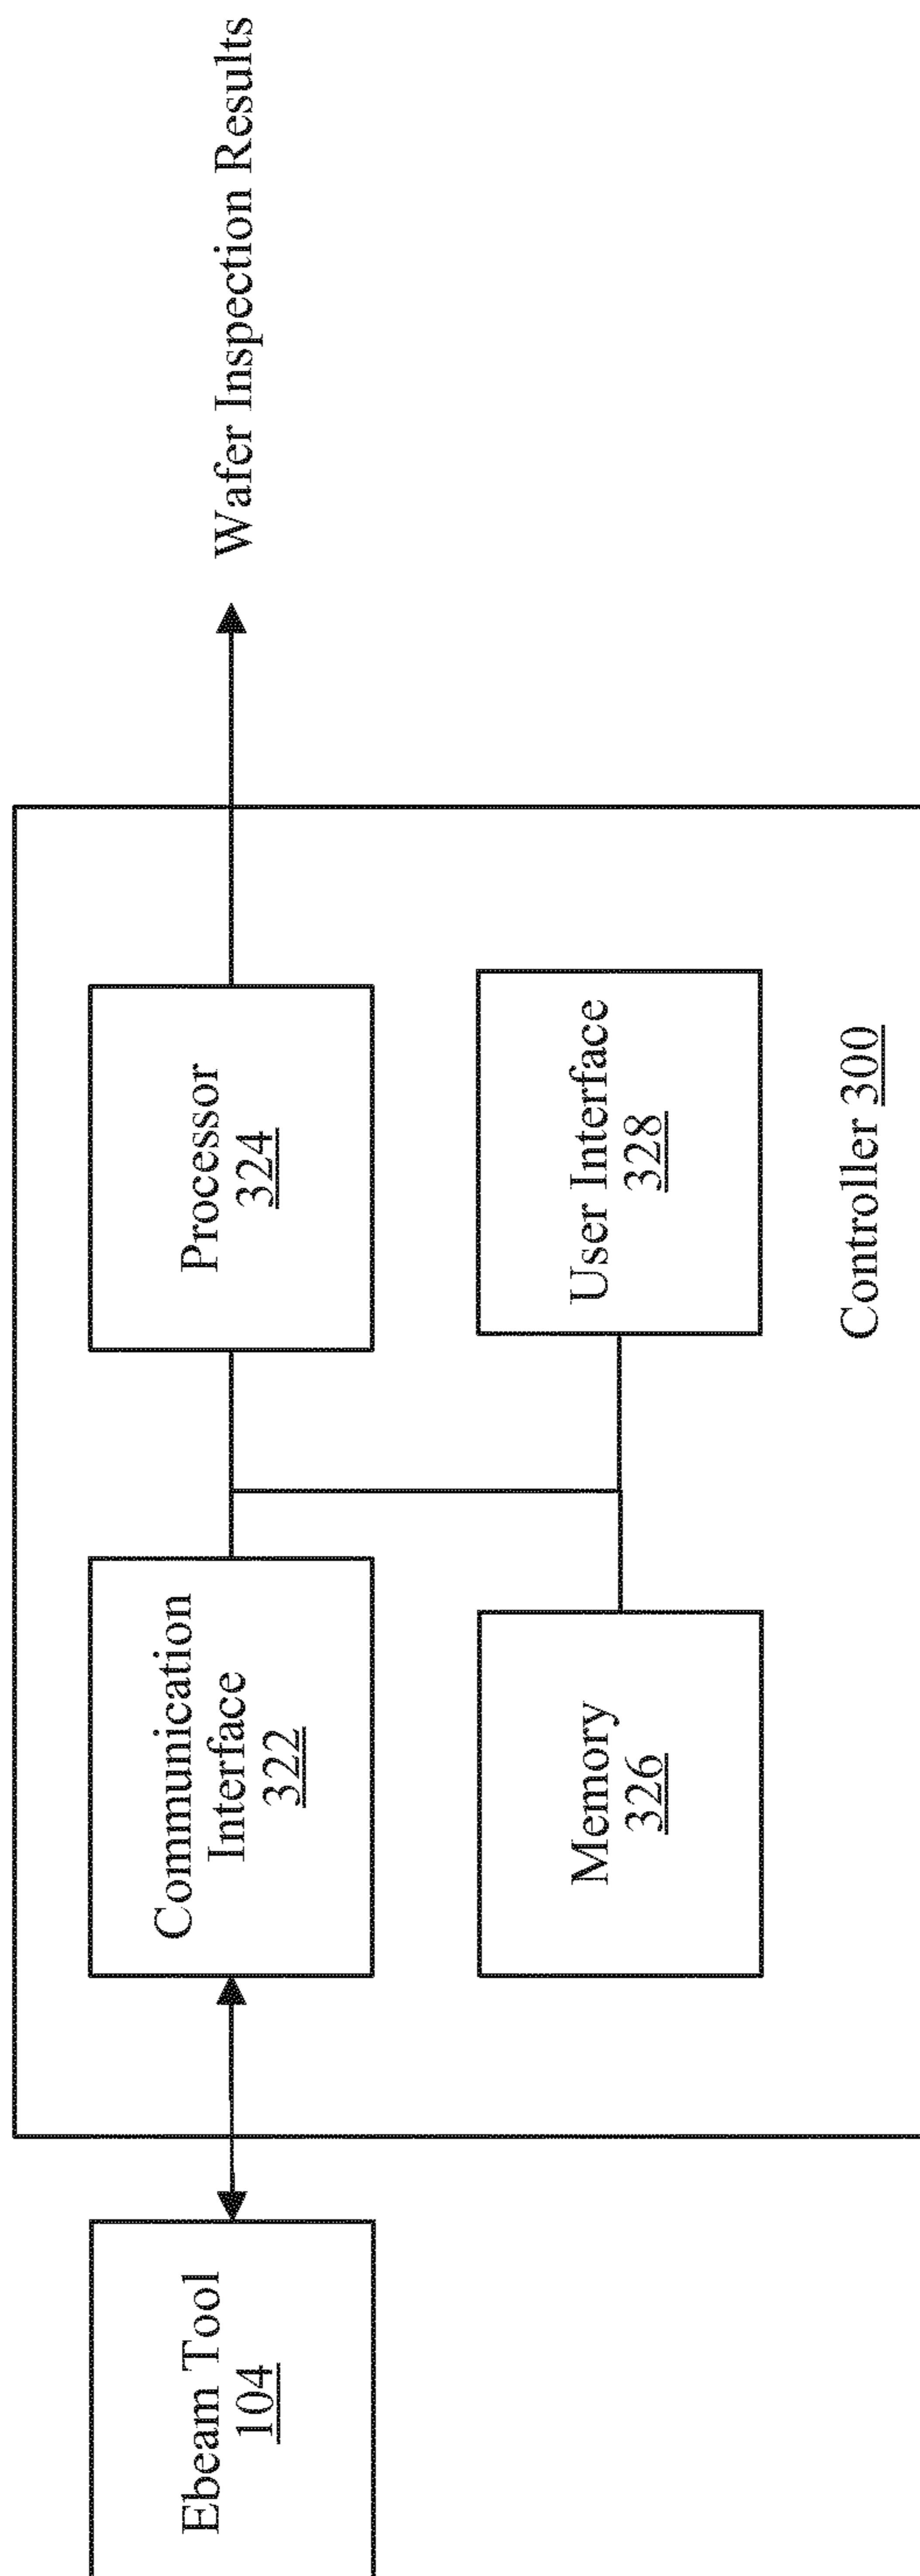 Ebeam Tool
104
Communication
Interface
322
Processor
324
Wafer Inspection Results
Memory
326
User Interface
328
Controller 300